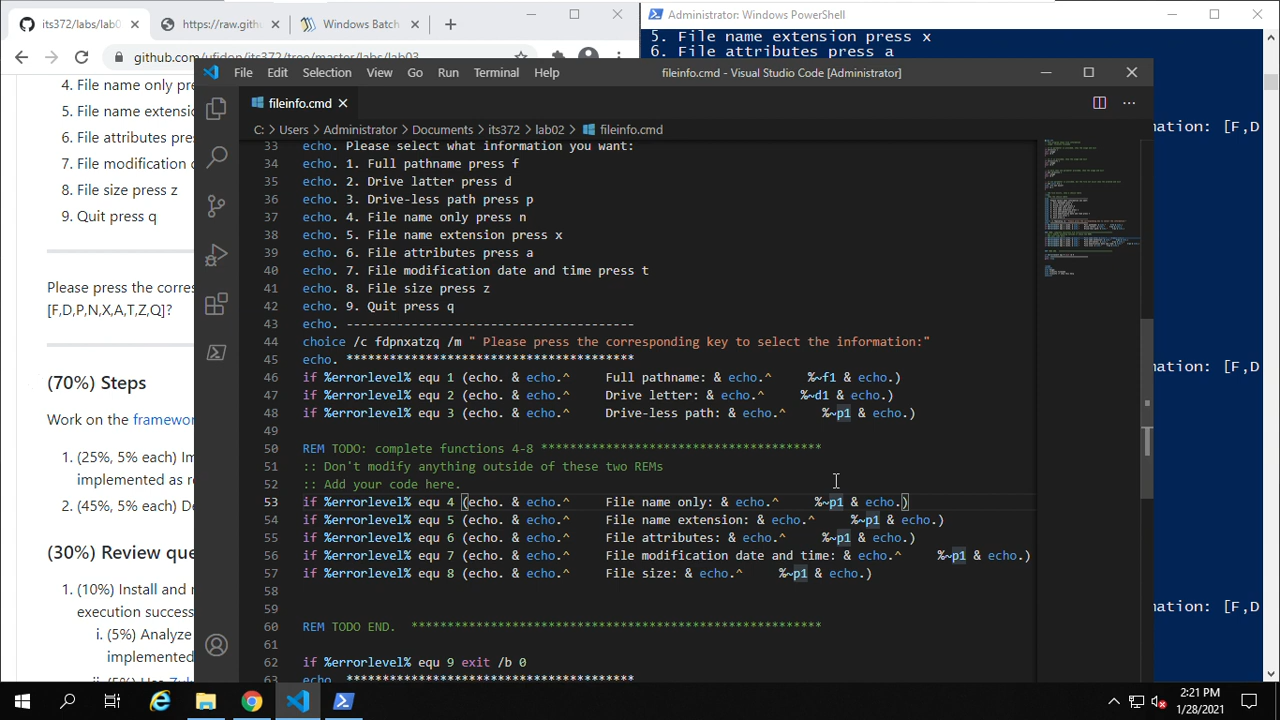 its372/labs/lab0
https://raw.gith
Windows Batch
github.com/ufidon/its372/tree/master/labs/lab03
4. File name only pre
5. File name extension
6. File attributes pres
7. File modification d
8. File size press z
9. Quit press q
Please press the corres
[F,D,P,N,X,A,T,Z,Q]?
(70%) Steps
Work on the framewor
1. (25%, 5% each) Im
implemented as re
2. (45%, 5% each) De
(30%) Review que
1. (10%) Install and r
execution success
i. (5%) Analyze
implemented
Administrator: Windows PowerShell
5. File name extension press x
6. File attributes press a
mation: [F,D
mation: [F,D
mation: [F,D
File Edit Selection View Go Run Terminal Help
fileinfo.cmd - Visual Studio Code [Administrator]
fileinfo.cmd
C: > Users > Administrator > Documents > its372 > lab02 > fileinfo.cmd
33 echo. Please select what information you want:
34 echo. 1. Full pathname press f
35 echo. 2. Drive latter press d
36 echo. 3. Drive-less path press p
37 echo. 4. File name only press n
38 echo. 5. File name extension press x
39 echo. 6. File attributes press a
40 echo. 7. File modification date and time press t
41 echo. 8. File size press z
42 echo. 9. Quit press q
43 echo. ----------------------------------------
44 choice /c fdpnxatzq /m " Please press the corresponding key to select the information:"
45 echo. ****************************************
46 if %errorlevel% equ 1 (echo. & echo.^ Full pathname: & echo.^ %~f1 & echo.)
47 if %errorlevel% equ 2 (echo. & echo.^ Drive letter: & echo.^ %~d1 & echo.)
48 if %errorlevel% equ 3 (echo. & echo.^ Drive-less path: & echo.^ %~p1 & echo.)
49
50 REM TODO: complete functions 4-8 ***************************************
51 :: Don't modify anything outside of these two REMs
52 :: Add your code here.
53 if %errorlevel% equ 4 (echo. & echo.^ File name only: & echo.^ %~p1 & echo.)
54 if %errorlevel% equ 5 (echo. & echo.^ File name extension: & echo.^ %~p1 & echo.)
55 if %errorlevel% equ 6 (echo. & echo.^ File attributes: & echo.^ %~p1 & echo.)
56 if %errorlevel% equ 7 (echo. & echo.^ File modification date and time: & echo.^ %~p1 & echo.)
57 if %errorlevel% equ 8 (echo. & echo.^ File size: & echo.^ %~p1 & echo.)
58
59
60 REM TODO END. *********************************************************
61
62 if %errorlevel% equ 9 exit /b 0
63 echo. ****************************************
2:21 PM
1/28/2021